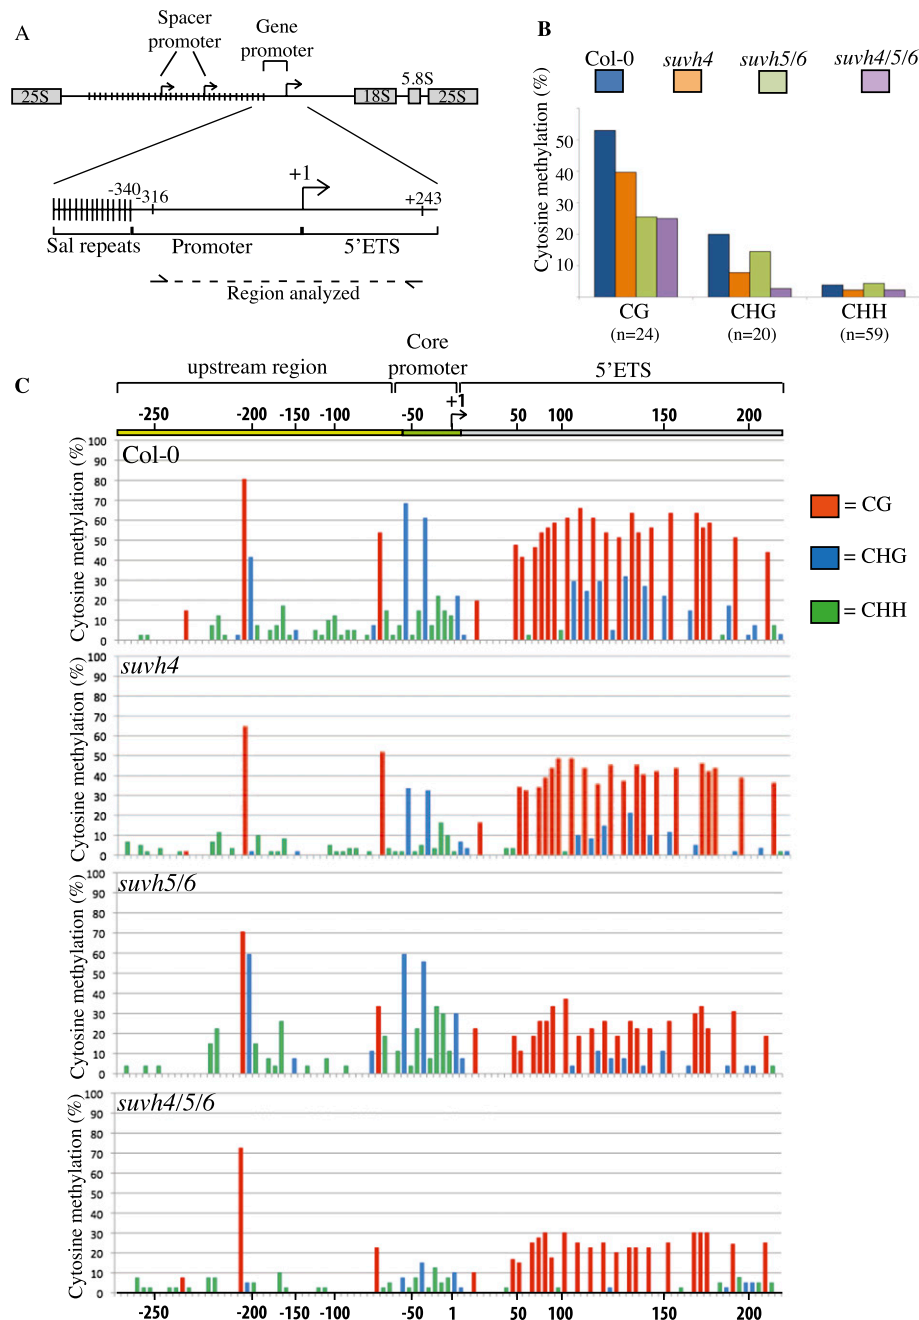 A
Spacer
promoter
Gene
promoter
25S
18S
5.8S
25S
+1
-340
-316
+243
Sal repeats
Promoter
5’ETS
Region analyzed
B
Col-0
suvh4
suvh5/6
suvh4/5/6
Cytosine methylation (%)
50
40
30
20
10
CG
CHG
CHH
(n=24)
(n=20)
(n=59)
C
upstream region
Core
promoter
5’ETS
+1
-250
-200
-150
-100
-50
50
100
150
200
Col-0
Cytosine methylation (%)
100
90
80
70
60
50
40
30
20
10
0
= CG
= CHG
= CHH
suvh4
Cytosine methylation (%)
100
90
80
70
60
50
40
30
20
10
0
suvh5/6
Cytosine methylation (%)
100
90
80
70
60
50
40
30
20
10
0
suvh4/5/6
Cytosine methylation (%)
100
90
80
70
60
50
40
30
20
10
0
-250
-200
-150
-100
-50
1
50
100
150
200